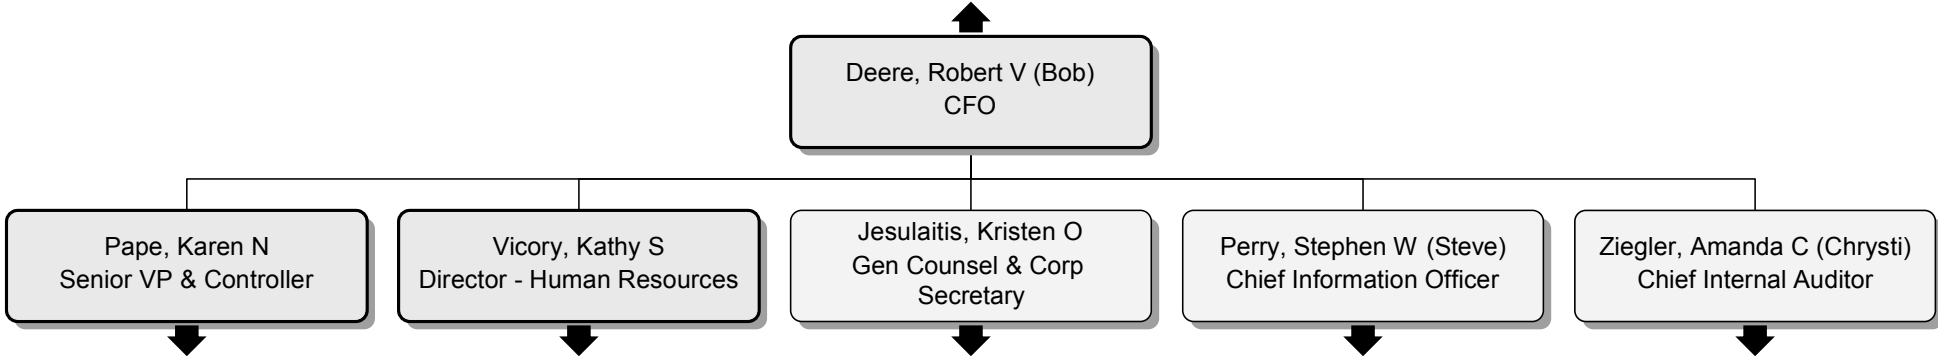 Deere, Robert V (Bob)
CFO
Pape, Karen N
Senior VP & Controller
Vicory, Kathy S
Director - Human Resources
Jesulaitis, Kristen O
Gen Counsel & Corp
Secretary
Perry, Stephen W (Steve)
Chief Information Officer
Ziegler, Amanda C (Chrysti)
Chief Internal Auditor